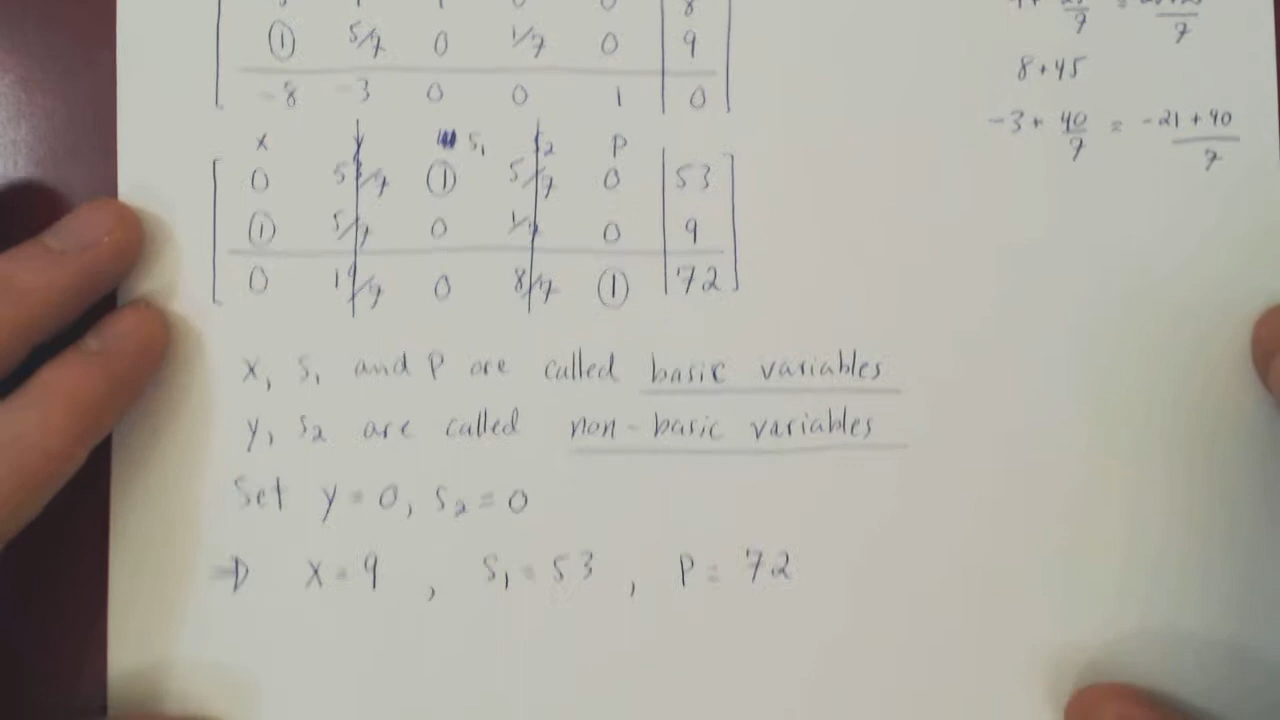 8
① 5/7 0 1/7 0 9
-8 -3 0 0 1 0
x y s₁ s₂ P
0 5/7 ① 5/7 0 53
① 5/7 0 1/7 0 9
0 19/7 0 8/7 ① 72
x, s₁ and P are called basic variables
y, s₂ are called non-basic variables
Set y=0, s₂=0
⇒ x=9, s₁=53, P=72
8+45
-3 + 40/7 = -21+40/7